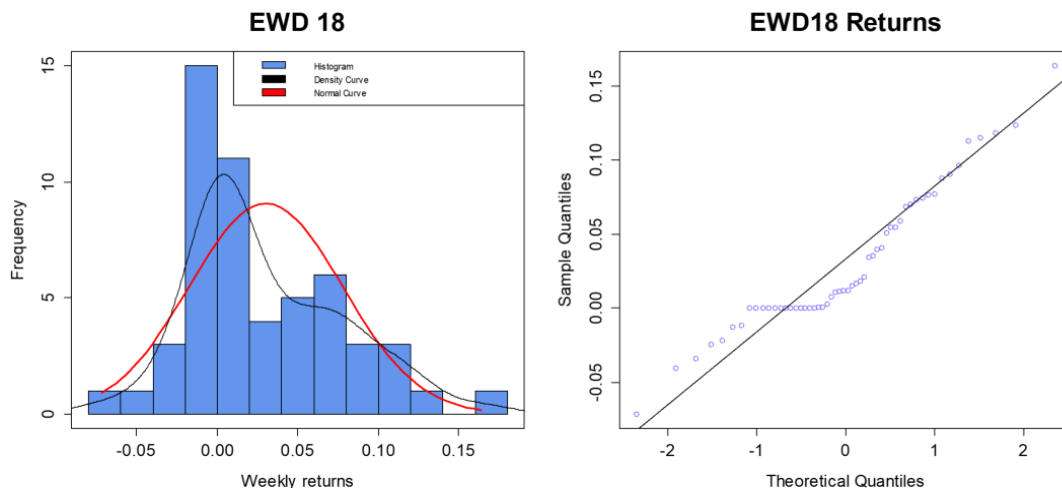 EWD 18
Histogram
Density Curve
Normal Curve
Frequency
0
5
10
15
-0.05
0.00
0.05
0.10
0.15
Weekly returns
EWD18 Returns
Sample Quantiles
-0.05
0.00
0.05
0.10
0.15
-2
-1
0
1
2
Theoretical Quantiles